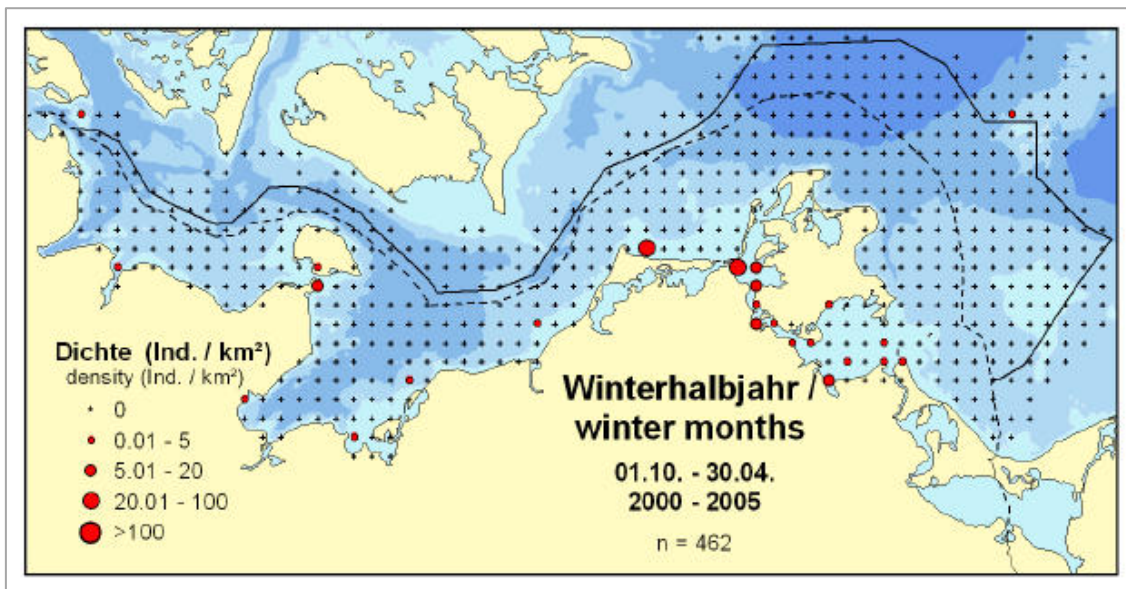 Dichte (Ind. / km²)
density (Ind. / km²)
0
0.01 - 5
5.01 - 20
20.01 - 100
>100
Winterhalbjahr /
winter months
01.10. - 30.04.
2000 - 2005
n = 462